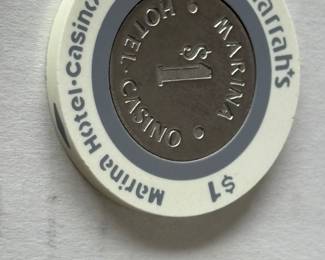 Harrah's
Marina Hotel·Casino
$1
MARINA
HOTEL·CASINO
1$